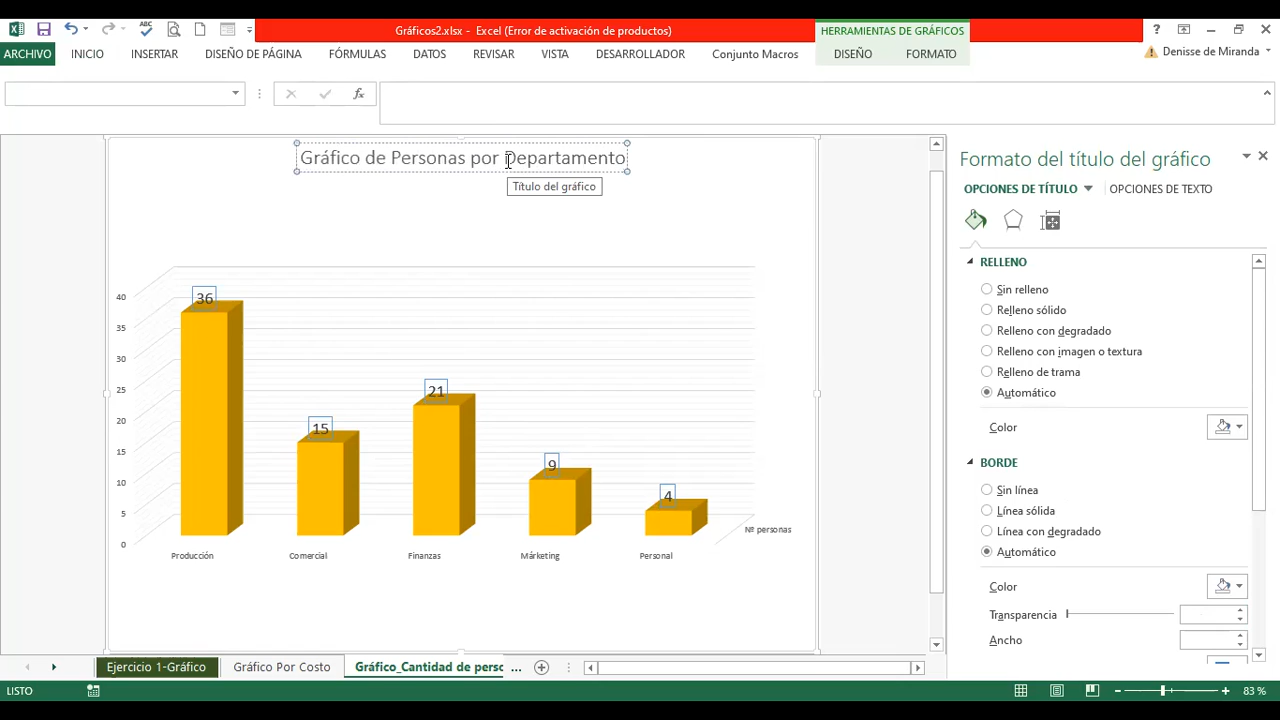 Gráficos2.xlsx - Excel (Error de activación de productos)
HERRAMIENTAS DE GRÁFICOS
?
ARCHIVO INICIO INSERTAR DISEÑO DE PÁGINA FÓRMULAS DATOS REVISAR VISTA DESARROLLADOR Conjunto Macros DISEÑO FORMATO Denisse de Miranda
fx
Gráfico de Personas por Departamento
Título del gráfico
40
35
30
25
20
15
10
5
0
36
15
21
9
4
Nº personas
Producción Comercial Finanzas Márketing Personal
Formato del título del gráfico
OPCIONES DE TÍTULO OPCIONES DE TEXTO
RELLENO
Sin relleno
Relleno sólido
Relleno con degradado
Relleno con imagen o textura
Relleno de trama
Automático
Color
BORDE
Sin línea
Línea sólida
Línea con degradado
Automático
Color
Transparencia
Ancho
Ejercicio 1-Gráfico Gráfico Por Costo Gráfico_Cantidad de perso ...
LISTO 83 %